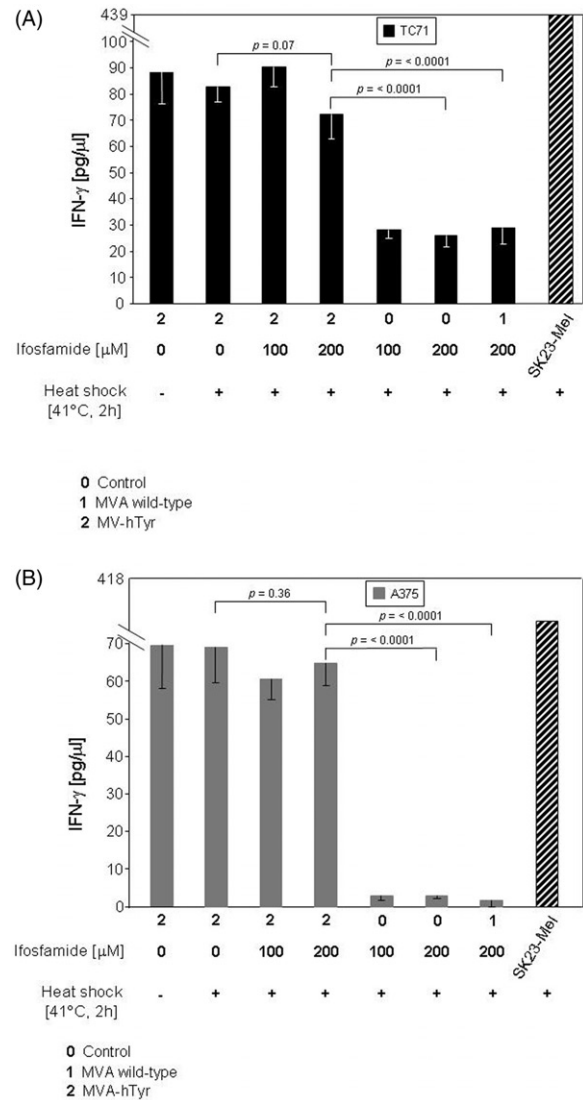 (A)
439
TC71
100
p = 0.07
p = < 0.0001
90
p = < 0.0001
80
70
60
50
40
30
20
10
0
IFN-γ [pg/µl]
2 2 2 2 0 0 1
Ifosfamide [µM] 0 0 100 200 100 200 200
SK23-Mel
Heat shock - + + + + + + +
[41°C, 2h]
0 Control
1 MVA wild-type
2 MV-hTyr
(B)
418
A375
p = 0.36
p = < 0.0001
p = < 0.0001
70
60
50
40
30
20
10
0
IFN-γ [pg/µl]
2 2 2 2 0 0 1
Ifosfamide [µM] 0 0 100 200 100 200 200
SK23-Mel
Heat shock - + + + + + + +
[41°C, 2h]
0 Control
1 MVA wild-type
2 MVA-hTyr